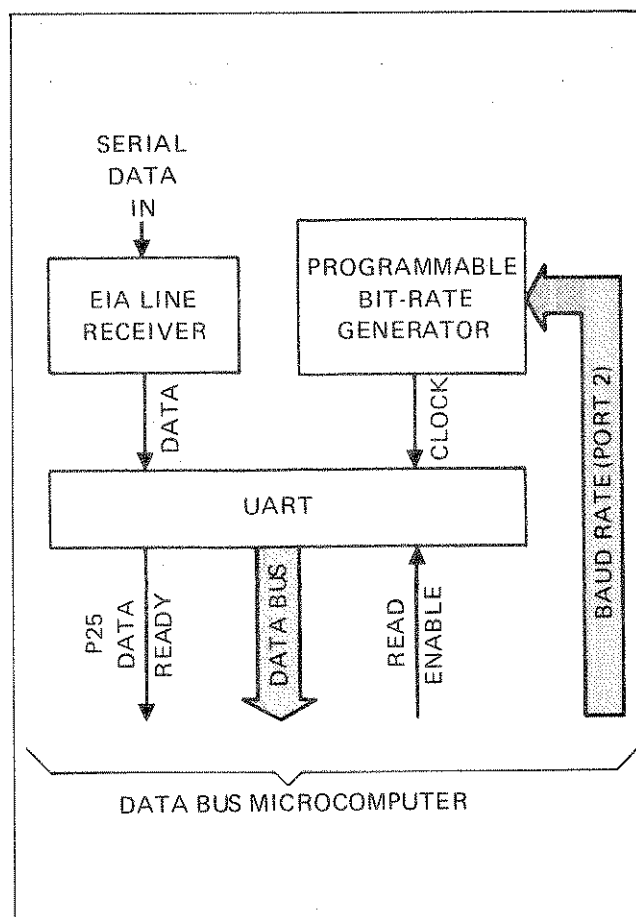 SERIAL
DATA
IN
EIA LINE
RECEIVER
PROGRAMMABLE
BIT-RATE
GENERATOR
DATA
CLOCK
BAUD RATE (PORT 2)
UART
P25
DATA
READY
DATA BUS
READ
ENABLE
DATA BUS MICROCOMPUTER